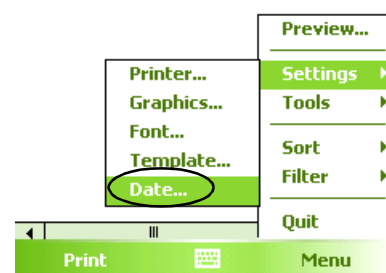 Preview...
Settings
Tools
Sort
Filter
Quit
Printer...
Graphics...
Font...
Template...
Date...
Print
Menu